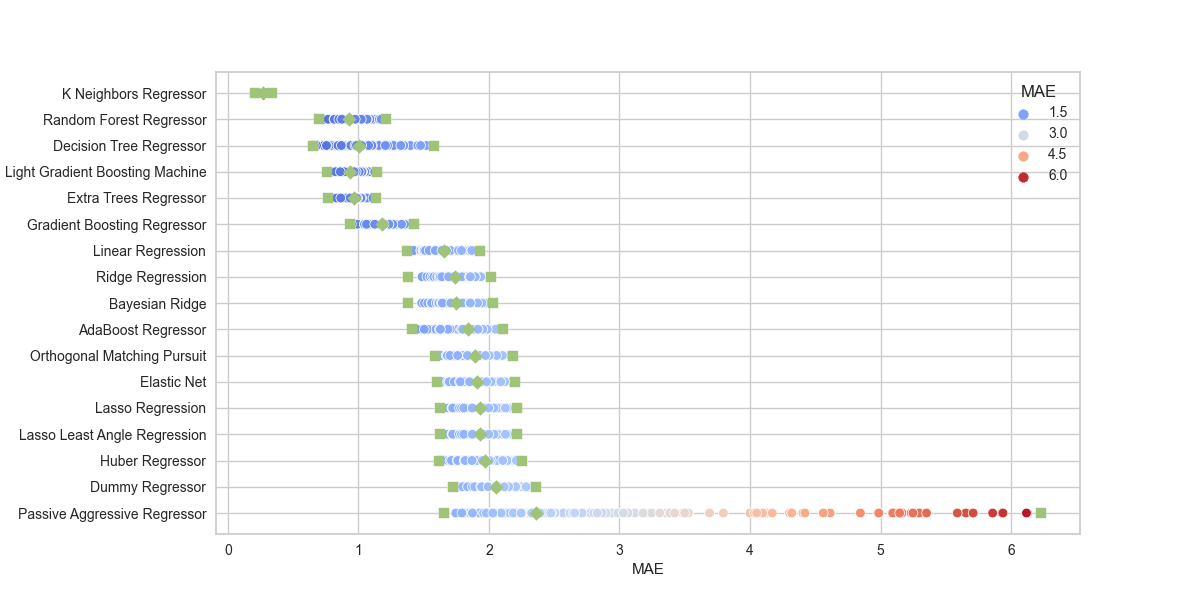 K Neighbors Regressor
Random Forest Regressor
Decision Tree Regressor
Light Gradient Boosting Machine
Extra Trees Regressor
Gradient Boosting Regressor
Linear Regression
Ridge Regression
Bayesian Ridge
AdaBoost Regressor
Orthogonal Matching Pursuit
Elastic Net
Lasso Regression
Lasso Least Angle Regression
Huber Regressor
Dummy Regressor
Passive Aggressive Regressor
MAE
1.5
3.0
4.5
6.0
0 1 2 3 4 5 6
MAE